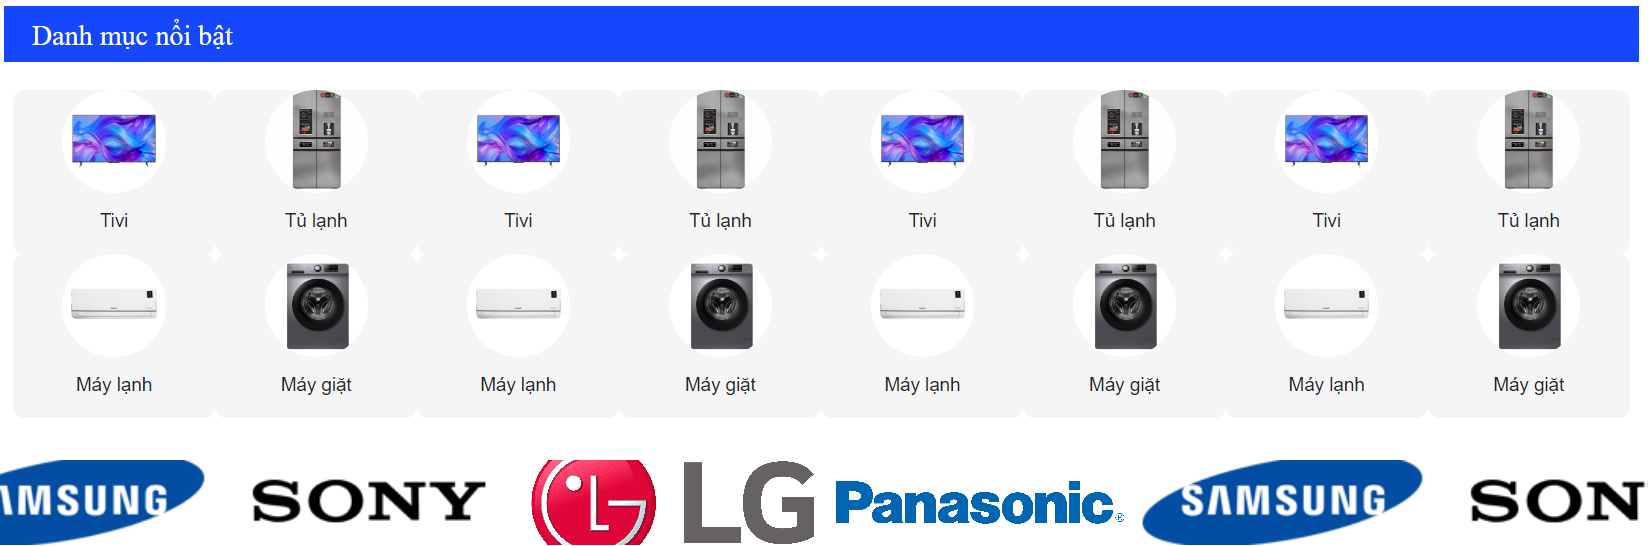 Danh mục nổi bật
Tivi Tủ lạnh Tivi Tủ lạnh Tivi Tủ lạnh Tivi Tủ lạnh
Máy lạnh Máy giặt Máy lạnh Máy giặt Máy lạnh Máy giặt Máy lạnh Máy giặt
AMSUNG SONY LG Panasonic® SAMSUNG SON